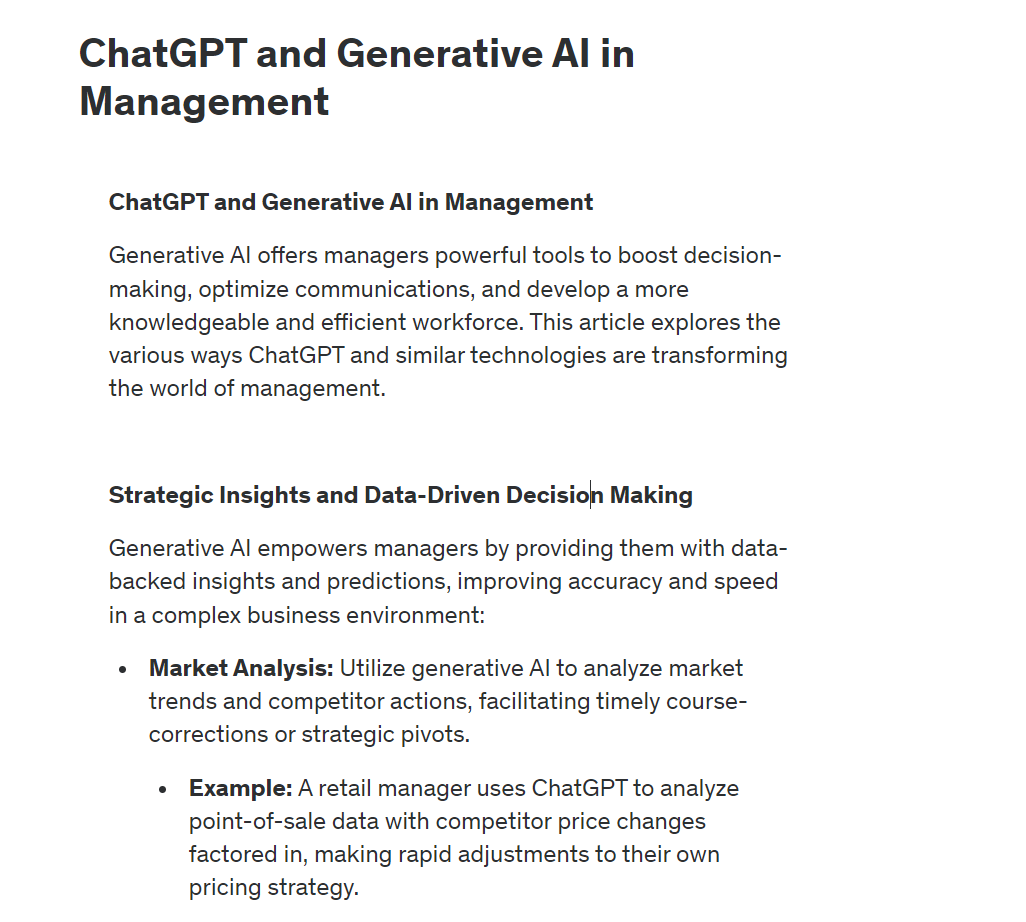 ChatGPT and Generative AI in
Management
ChatGPT and Generative AI in Management
Generative AI offers managers powerful tools to boost decision-
making, optimize communications, and develop a more
knowledgeable and efficient workforce. This article explores the
various ways ChatGPT and similar technologies are transforming
the world of management.
Strategic Insights and Data-Driven Decision Making
Generative AI empowers managers by providing them with data-
backed insights and predictions, improving accuracy and speed
in a complex business environment:
• Market Analysis: Utilize generative AI to analyze market
trends and competitor actions, facilitating timely course-
corrections or strategic pivots.
• Example: A retail manager uses ChatGPT to analyze
point-of-sale data with competitor price changes
factored in, making rapid adjustments to their own
pricing strategy.